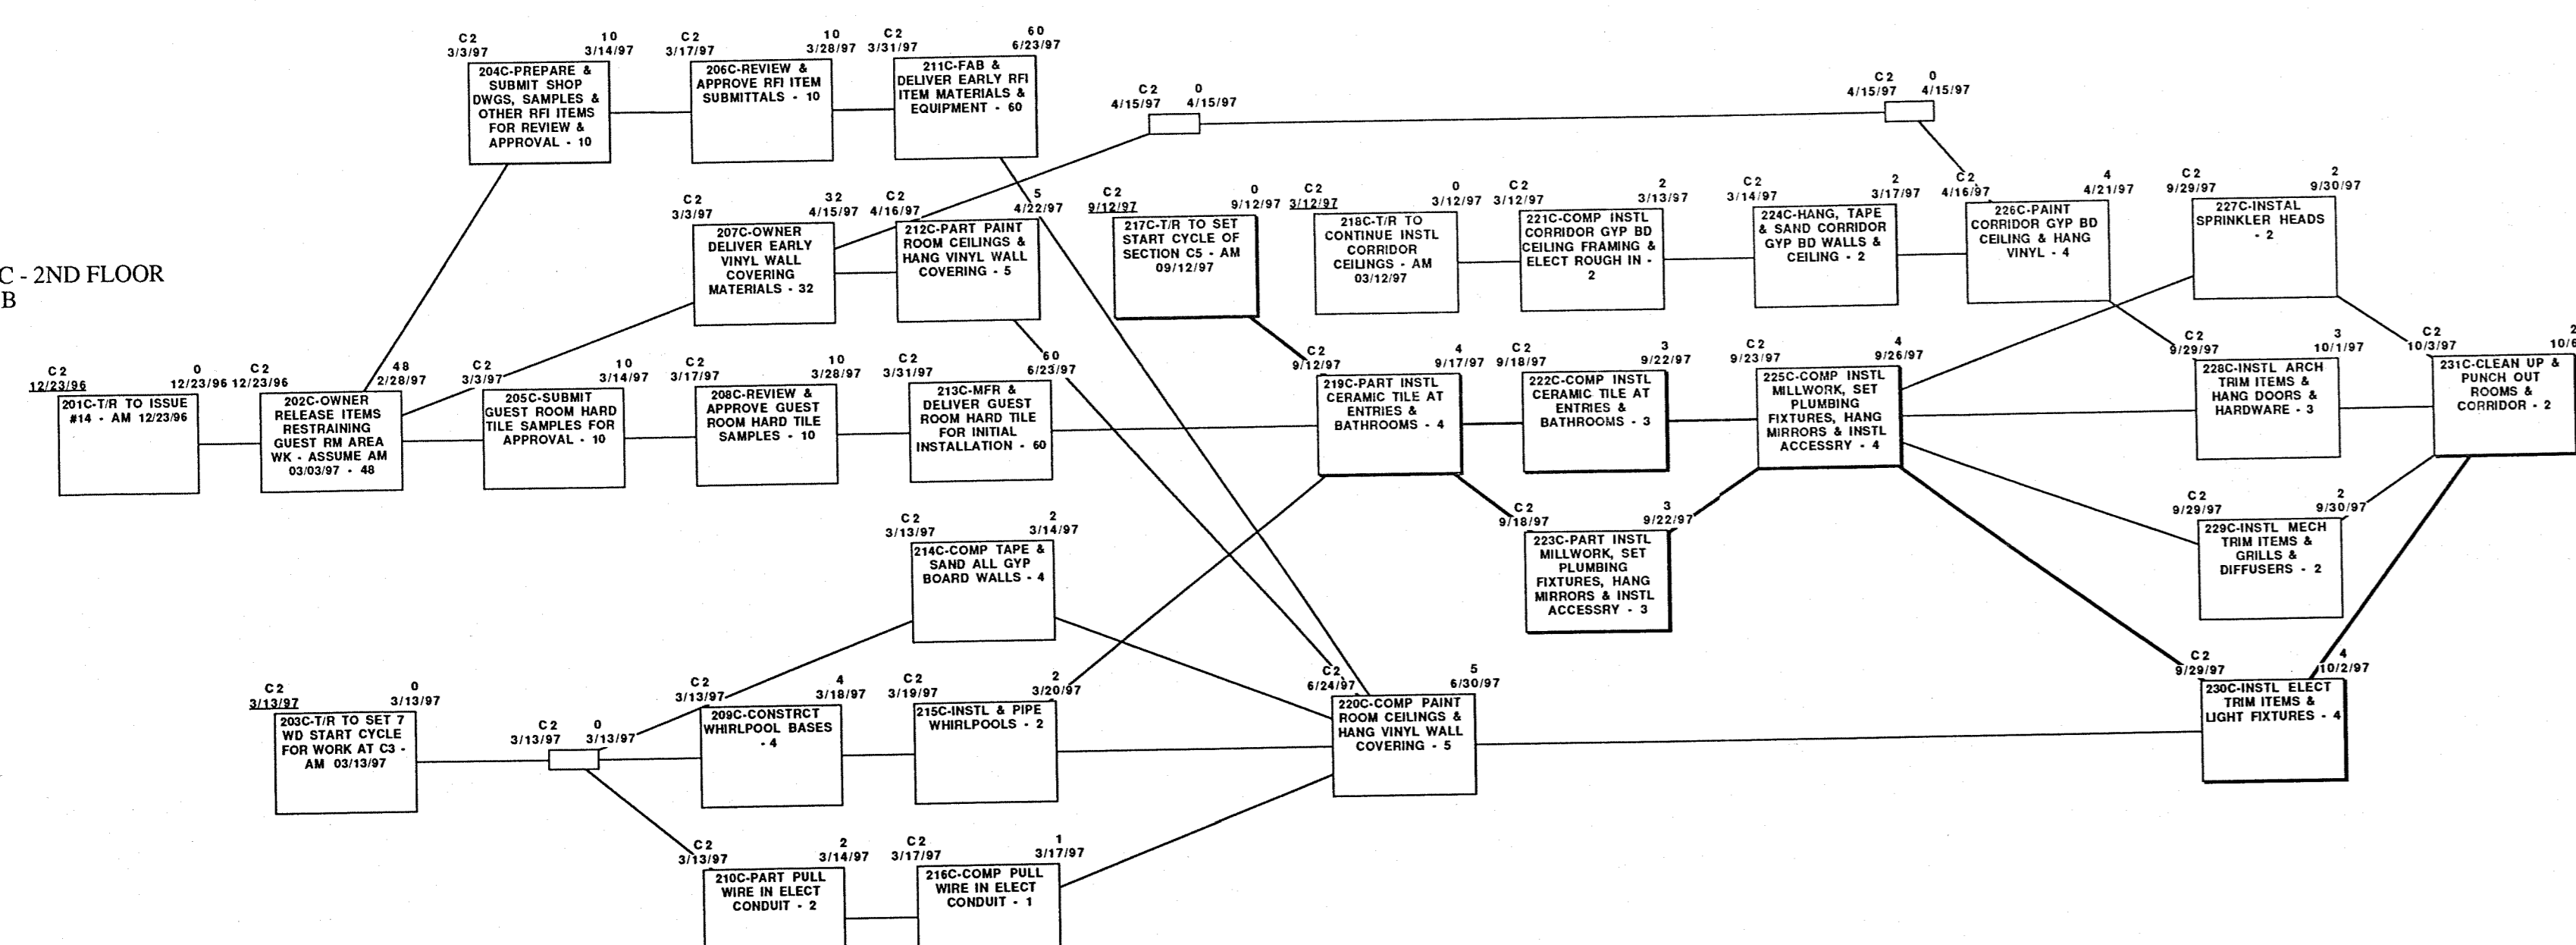 C - 2ND FLOOR
B
C2 10
3/3/97 3/14/97
204C-PREPARE &
SUBMIT SHOP
DWGS, SAMPLES &
OTHER RFI ITEMS
FOR REVIEW &
APPROVAL - 10
C2 10
3/17/97 3/28/97
206C-REVIEW &
APPROVE RFI ITEM
SUBMITTALS - 10
C2 60
3/31/97 6/23/97
211C-FAB &
DELIVER EARLY RFI
ITEM MATERIALS &
EQUIPMENT - 60
C2 0
4/15/97 4/15/97
C2 0
4/15/97 4/15/97
C2 32
3/3/97 4/15/97
207C-OWNER
DELIVER EARLY
VINYL WALL
COVERING
MATERIALS - 32
C2 5
4/16/97 4/22/97
212C-PART PAINT
ROOM CEILINGS &
HANG VINYL WALL
COVERING - 5
C2 0
9/12/97 9/12/97
217C-T/R TO SET
START CYCLE OF
SECTION C5 - AM
09/12/97
C2 0
3/12/97 3/12/97
218C-T/R TO
CONTINUE INSTL
CORRIDOR
CEILINGS - AM
03/12/97
C2 2
3/12/97 3/13/97
221C-COMP INSTL
CORRIDOR GYP BD
CEILING FRAMING &
ELECT ROUGH IN -
2
C2 2
3/14/97 3/17/97
224C-HANG, TAPE
& SAND CORRIDOR
GYP BD WALLS &
CEILING - 2
C2 4
4/16/97 4/21/97
226C-PAINT
CORRIDOR GYP BD
CEILING & HANG
VINYL - 4
C2 2
9/29/97 9/30/97
227C-INSTAL
SPRINKLER HEADS
- 2
C2 0
12/23/96 12/23/96
201C-T/R TO ISSUE
#14 - AM 12/23/96
C2 48
12/23/96 2/28/97
202C-OWNER
RELEASE ITEMS
RESTRAINING
GUEST RM AREA
WK - ASSUME AM
03/03/97 - 48
C2 10
3/3/97 3/14/97
205C-SUBMIT
GUEST ROOM HARD
TILE SAMPLES FOR
APPROVAL - 10
C2 10
3/17/97 3/28/97
208C-REVIEW &
APPROVE GUEST
ROOM HARD TILE
SAMPLES - 10
C2 60
3/31/97 6/23/97
213C-MFR &
DELIVER GUEST
ROOM HARD TILE
FOR INITIAL
INSTALLATION - 60
C2 4
9/12/97 9/17/97
219C-PART INSTL
CERAMIC TILE AT
ENTRIES &
BATHROOMS - 4
C2 3
9/18/97 9/22/97
222C-COMP INSTL
CERAMIC TILE AT
ENTRIES &
BATHROOMS - 3
C2 4
9/23/97 9/26/97
225C-COMP INSTL
MILLWORK, SET
PLUMBING
FIXTURES, HANG
MIRRORS & INSTL
ACCESSRY - 4
C2 3
9/29/97 10/1/97
228C-INSTL ARCH
TRIM ITEMS &
HANG DOORS &
HARDWARE - 3
C2 2
10/3/97 10/6
231C-CLEAN UP &
PUNCH OUT
ROOMS &
CORRIDOR - 2
C2 2
3/13/97 3/14/97
214C-COMP TAPE &
SAND ALL GYP
BOARD WALLS - 4
C2 3
9/18/97 9/22/97
223C-PART INSTL
MILLWORK, SET
PLUMBING
FIXTURES, HANG
MIRRORS & INSTL
ACCESSRY - 3
C2 2
9/29/97 9/30/97
229C-INSTL MECH
TRIM ITEMS &
GRILLS &
DIFFUSERS - 2
C2 0
3/13/97 3/13/97
203C-T/R TO SET 7
WD START CYCLE
FOR WORK AT C3 -
AM 03/13/97
C2 0
3/13/97 3/13/97
C2 4
3/13/97 3/18/97
209C-CONSTRCT
WHIRLPOOL BASES
- 4
C2 2
3/19/97 3/20/97
215C-INSTL & PIPE
WHIRLPOOLS - 2
C2 5
6/24/97 6/30/97
220C-COMP PAINT
ROOM CEILINGS &
HANG VINYL WALL
COVERING - 5
C2 4
9/29/97 10/2/97
230C-INSTL ELECT
TRIM ITEMS &
LIGHT FIXTURES - 4
C2 2
3/13/97 3/14/97
210C-PART PULL
WIRE IN ELECT
CONDUIT - 2
C2 1
3/17/97 3/17/97
216C-COMP PULL
WIRE IN ELECT
CONDUIT - 1